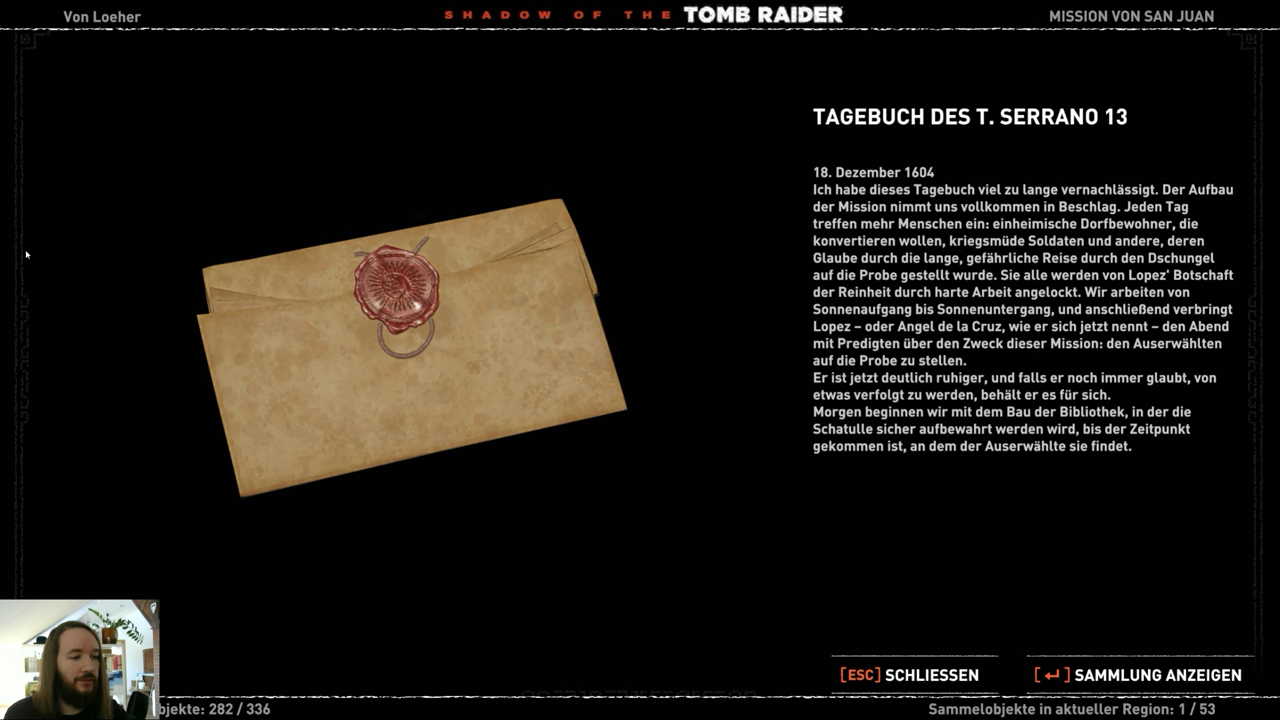 Von Loeher
SHADOW OF THE TOMB RAIDER
MISSION VON SAN JUAN
TAGEBUCH DES T. SERRANO 13
18. Dezember 1604
Ich habe dieses Tagebuch viel zu lange vernachlässigt. Der Aufbau
der Mission nimmt uns vollkommen in Beschlag. Jeden Tag
treffen mehr Menschen ein: einheimische Dorfbewohner, die
konvertieren wollen, kriegsmüde Soldaten und andere, deren
Glaube durch die lange, gefährliche Reise durch den Dschungel
auf die Probe gestellt wurde. Sie alle werden von Lopez' Botschaft
der Reinheit durch harte Arbeit angelockt. Wir arbeiten von
Sonnenaufgang bis Sonnenuntergang, und anschließend verbringt
Lopez – oder Angel de la Cruz, wie er sich jetzt nennt – den Abend
mit Predigten über den Zweck dieser Mission: den Auserwählten
auf die Probe zu stellen.
Er ist jetzt deutlich ruhiger, und falls er noch immer glaubt, von
etwas verfolgt zu werden, behält er es für sich.
Morgen beginnen wir mit dem Bau der Bibliothek, in der die
Schatulle sicher aufbewahrt werden wird, bis der Zeitpunkt
gekommen ist, an dem der Auserwählte sie findet.
[ESC] SCHLIESSEN
[↵] SAMMLUNG ANZEIGEN
bjekte: 282 / 336
Sammelobjekte in aktueller Region: 1 / 53